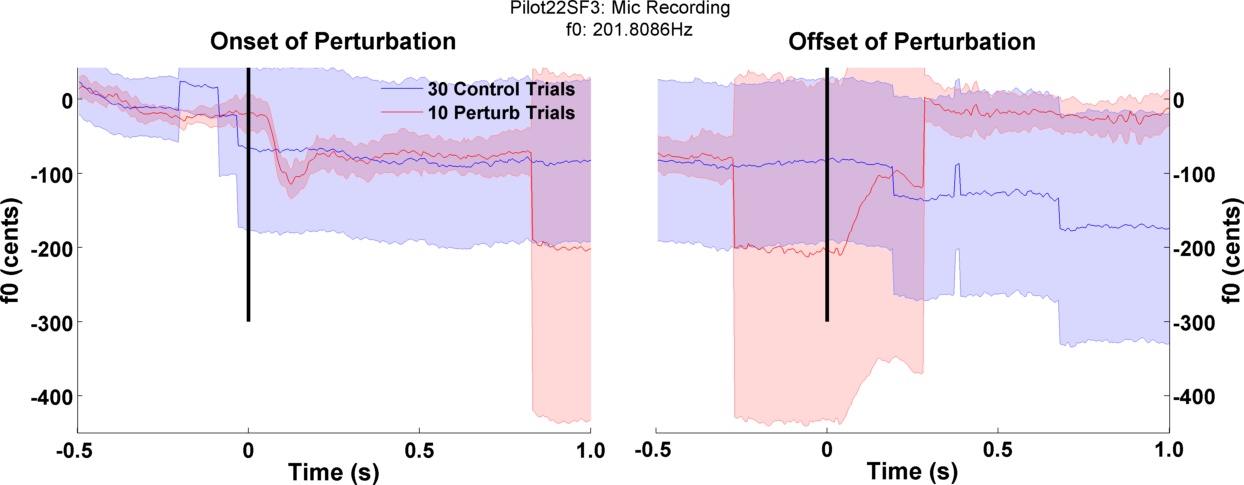 Pilot22SF3: Mic Recording
f0: 201.8086Hz
Onset of Perturbation
Offset of Perturbation
30 Control Trials
10 Perturb Trials
f0 (cents)
0
-100
-200
-300
-400
-0.5
0
0.5
1.0
Time (s)
-0.5
0
0.5
1.0
Time (s)
0
-100
-200
-300
-400
f0 (cents)